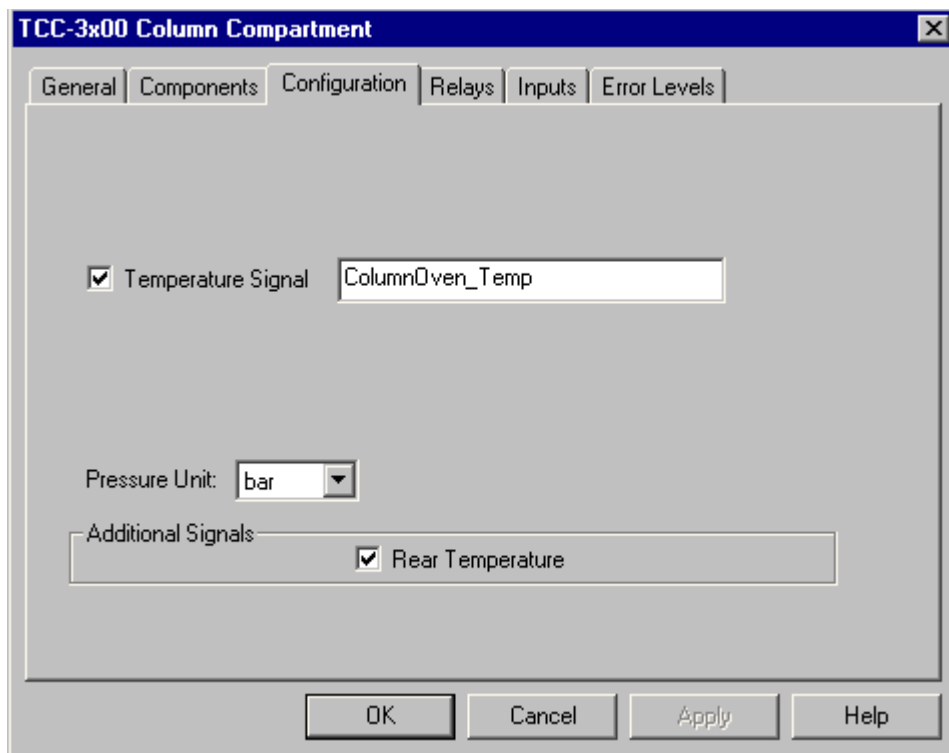 TCC-3x00 Column Compartment
General Components Configuration Relays Inputs Error Levels
Temperature Signal ColumnOven_Temp
Pressure Unit: bar
Additional Signals
Rear Temperature
OK Cancel Apply Help